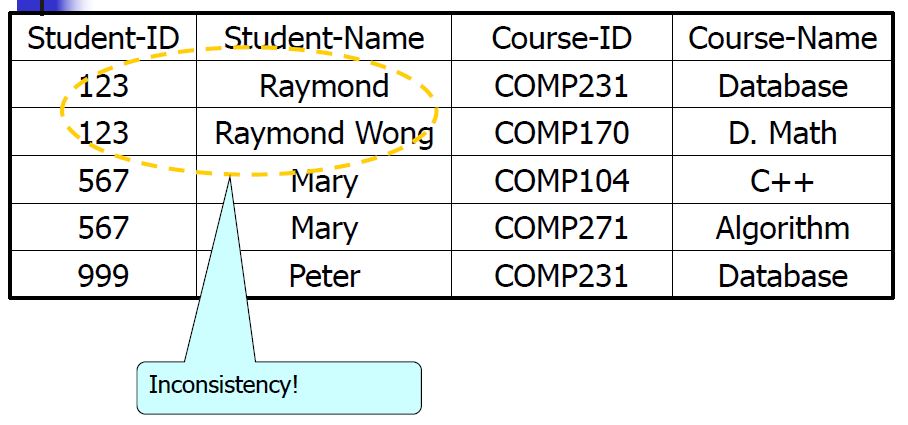 Student-ID Student-Name Course-ID Course-Name
123 Raymond COMP231 Database
123 Raymond Wong COMP170 D. Math
567 Mary COMP104 C++
567 Mary COMP271 Algorithm
999 Peter COMP231 Database
Inconsistency!